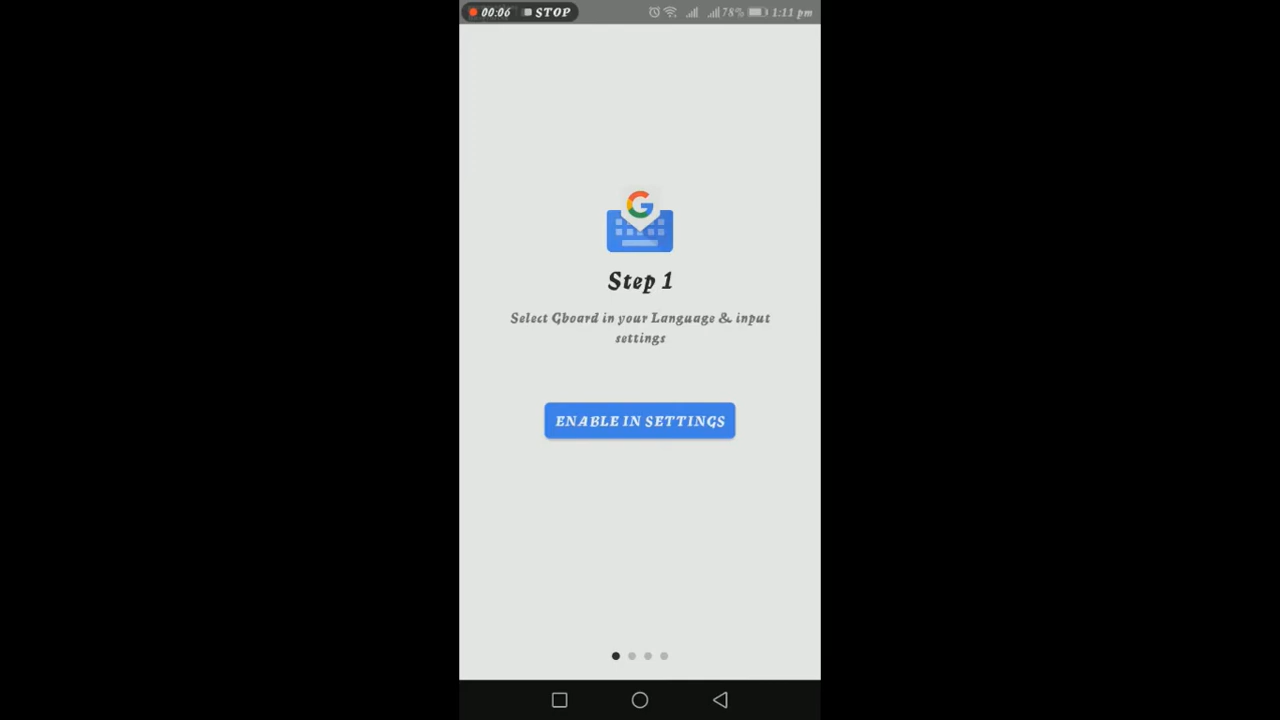 00:06 STOP 78% 1:11 pm
G
Step 1
Select Gboard in your Language & input
settings
ENABLE IN SETTINGS